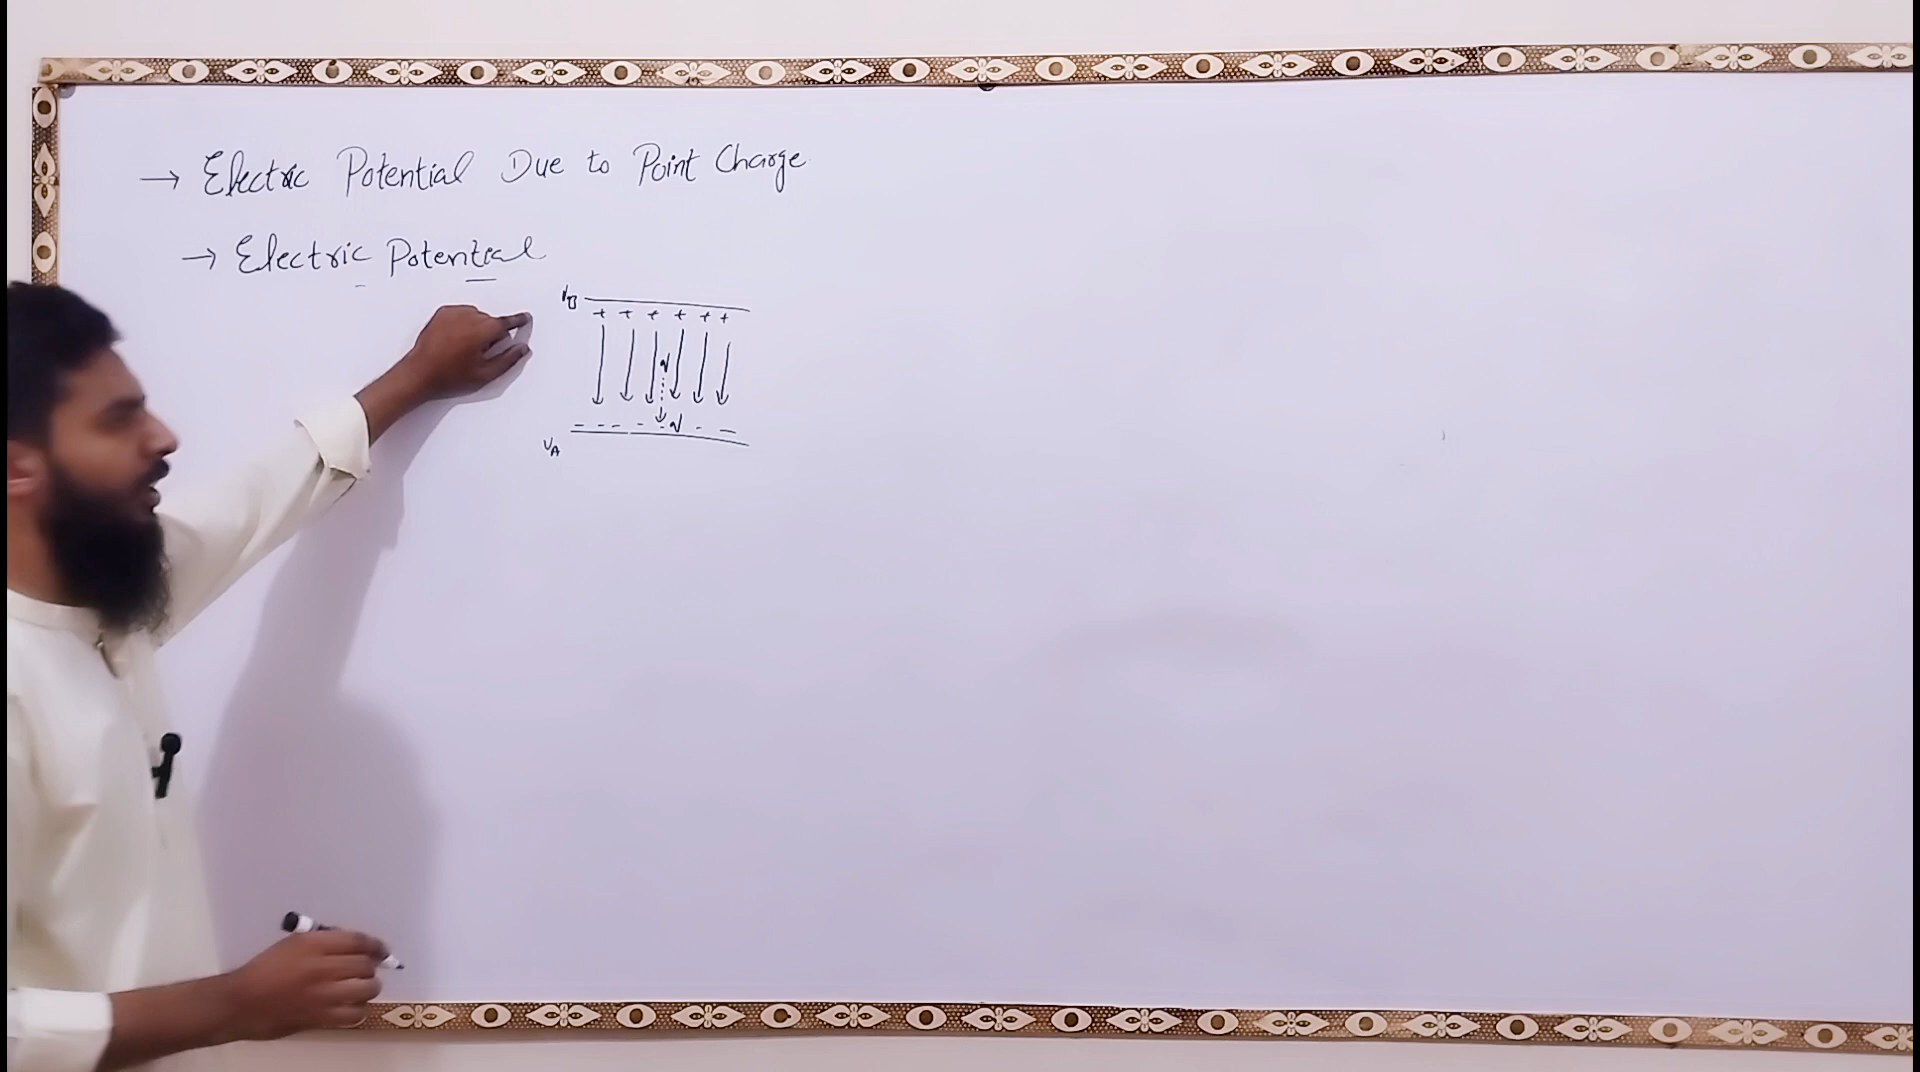 → Electric Potential Due to Point Charge
→ Electric Potential
V_B
+ + + + + +
q
- - - - - q - -
V_A